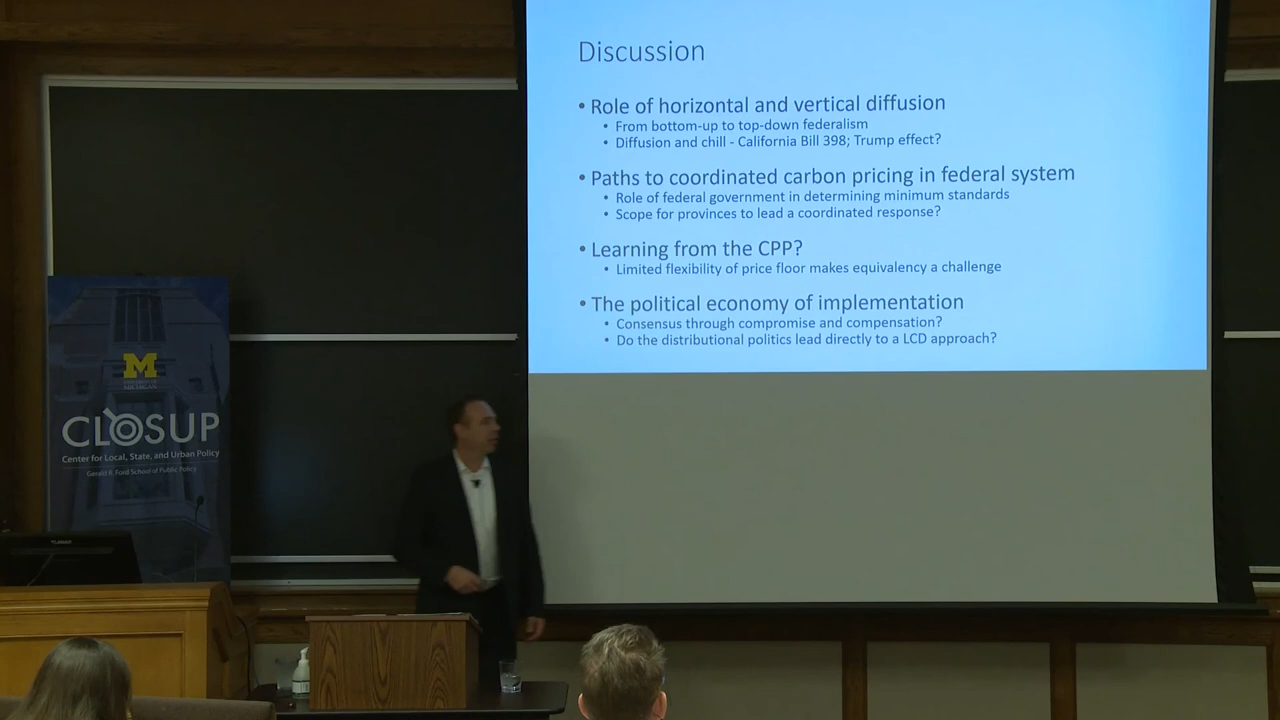 Discussion
• Role of horizontal and vertical diffusion
• From bottom-up to top-down federalism
• Diffusion and chill - California Bill 398; Trump effect?
• Paths to coordinated carbon pricing in federal system
• Role of federal government in determining minimum standards
• Scope for provinces to lead a coordinated response?
• Learning from the CPP?
• Limited flexibility of price floor makes equivalency a challenge
• The political economy of implementation
• Consensus through compromise and compensation?
• Do the distributional politics lead directly to a LCD approach?
M
UNIVERSITY OF
MICHIGAN
CLOSUP
Center for Local, State, and Urban Policy
Gerald R. Ford School of Public Policy